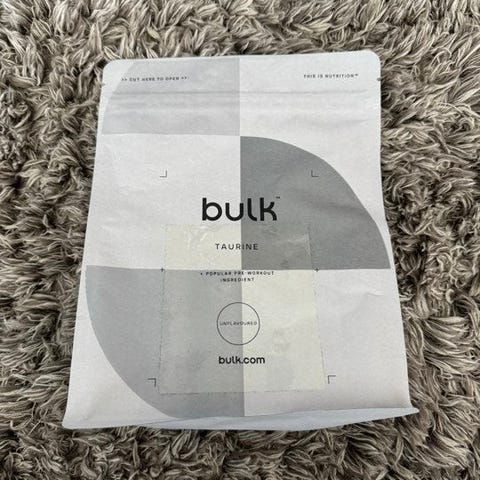 >> CUT HERE TO OPEN >>
THIS IS NUTRITION™
bulk™
TAURINE
+ POPULAR PRE-WORKOUT
INGREDIENT
UNFLAVOURED
bulk.com